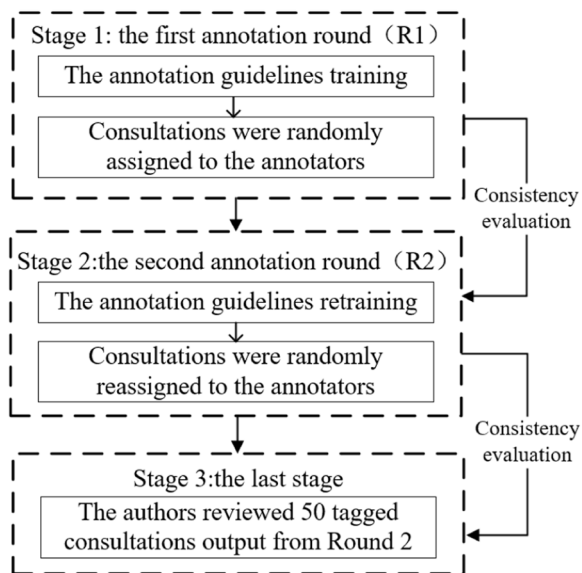 Stage 1: the first annotation round（R1）
The annotation guidelines training
Consultations were randomly
assigned to the annotators
Consistency
evaluation
Stage 2:the second annotation round（R2）
The annotation guidelines retraining
Consultations were randomly
reassigned to the annotators
Consistency
evaluation
Stage 3:the last stage
The authors reviewed 50 tagged
consultations output from Round 2